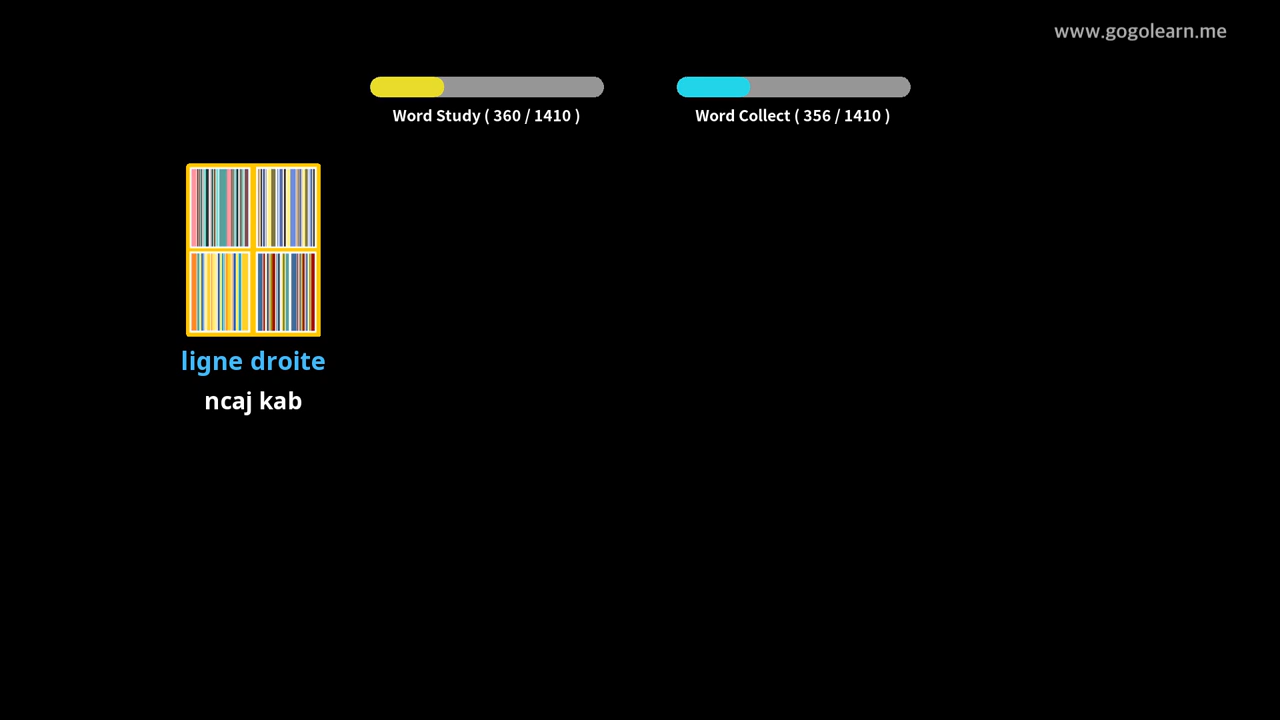 www.gogolearn.me
Word Study ( 360 / 1410 )
Word Collect ( 356 / 1410 )
ligne droite
ncaj kab